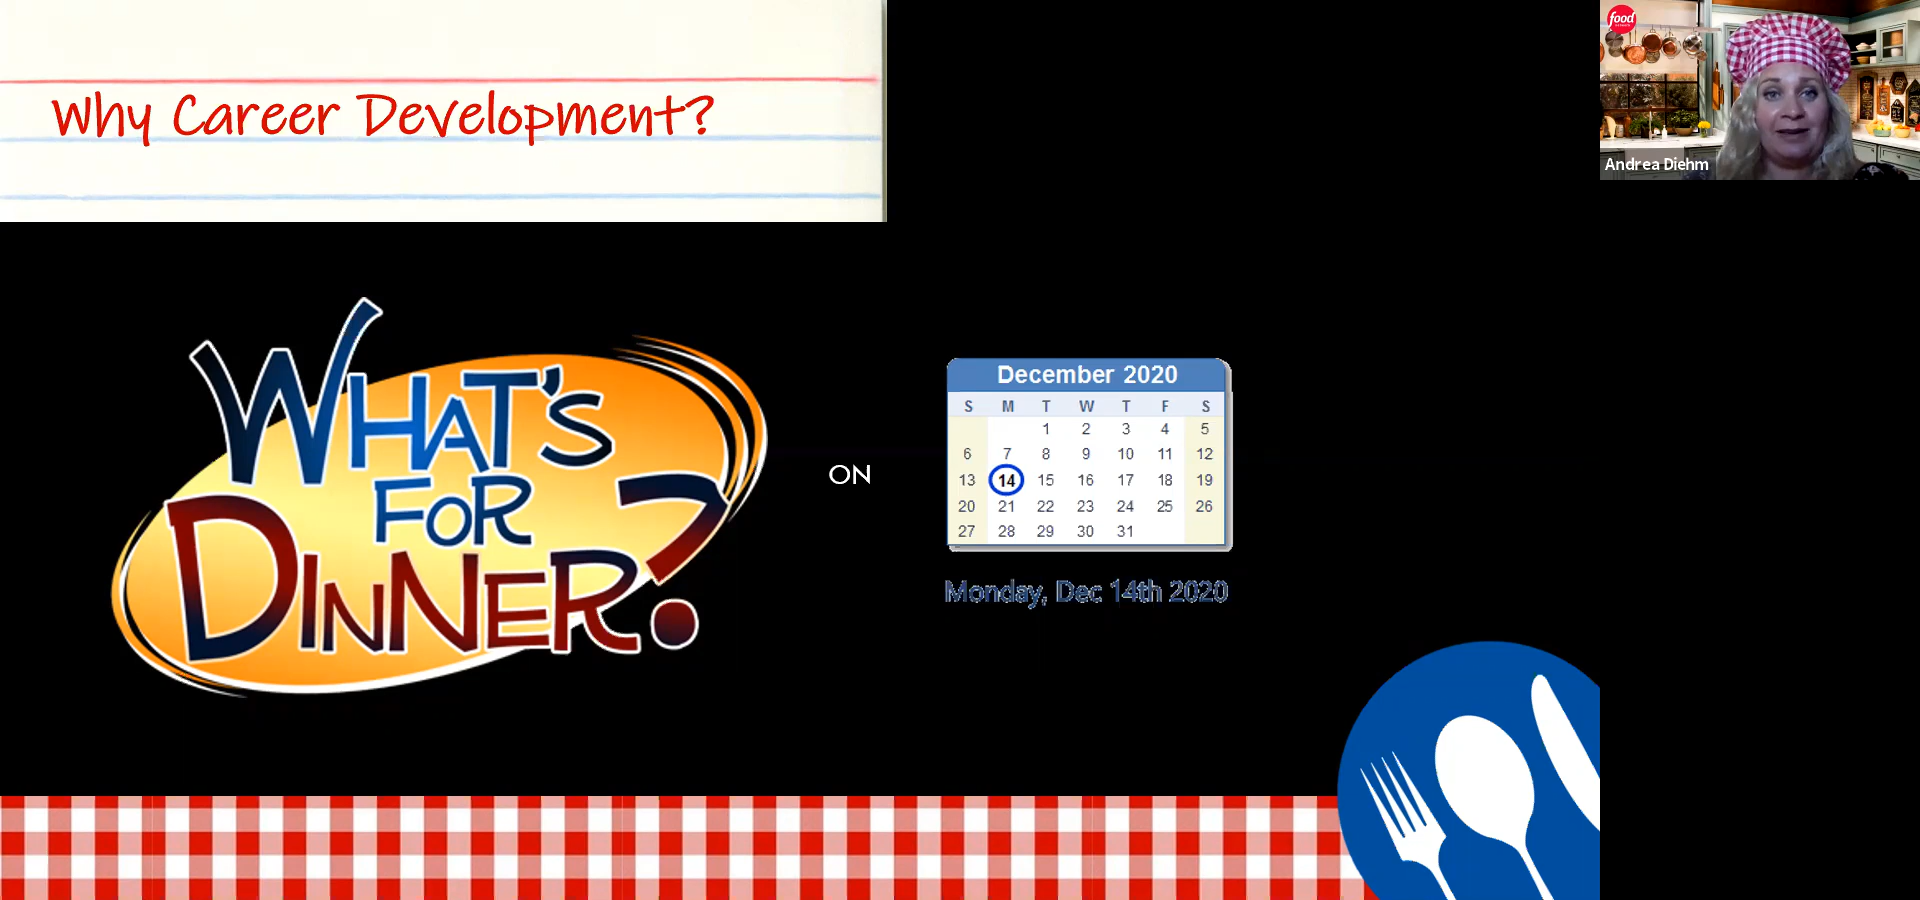 Why Career Development?
food
Andrea Diehm
WHAT'S
FOR
DINNER?
ON
December 2020
S M T W T F S
1 2 3 4 5
6 7 8 9 10 11 12
13 14 15 16 17 18 19
20 21 22 23 24 25 26
27 28 29 30 31
Monday, Dec 14th 2020